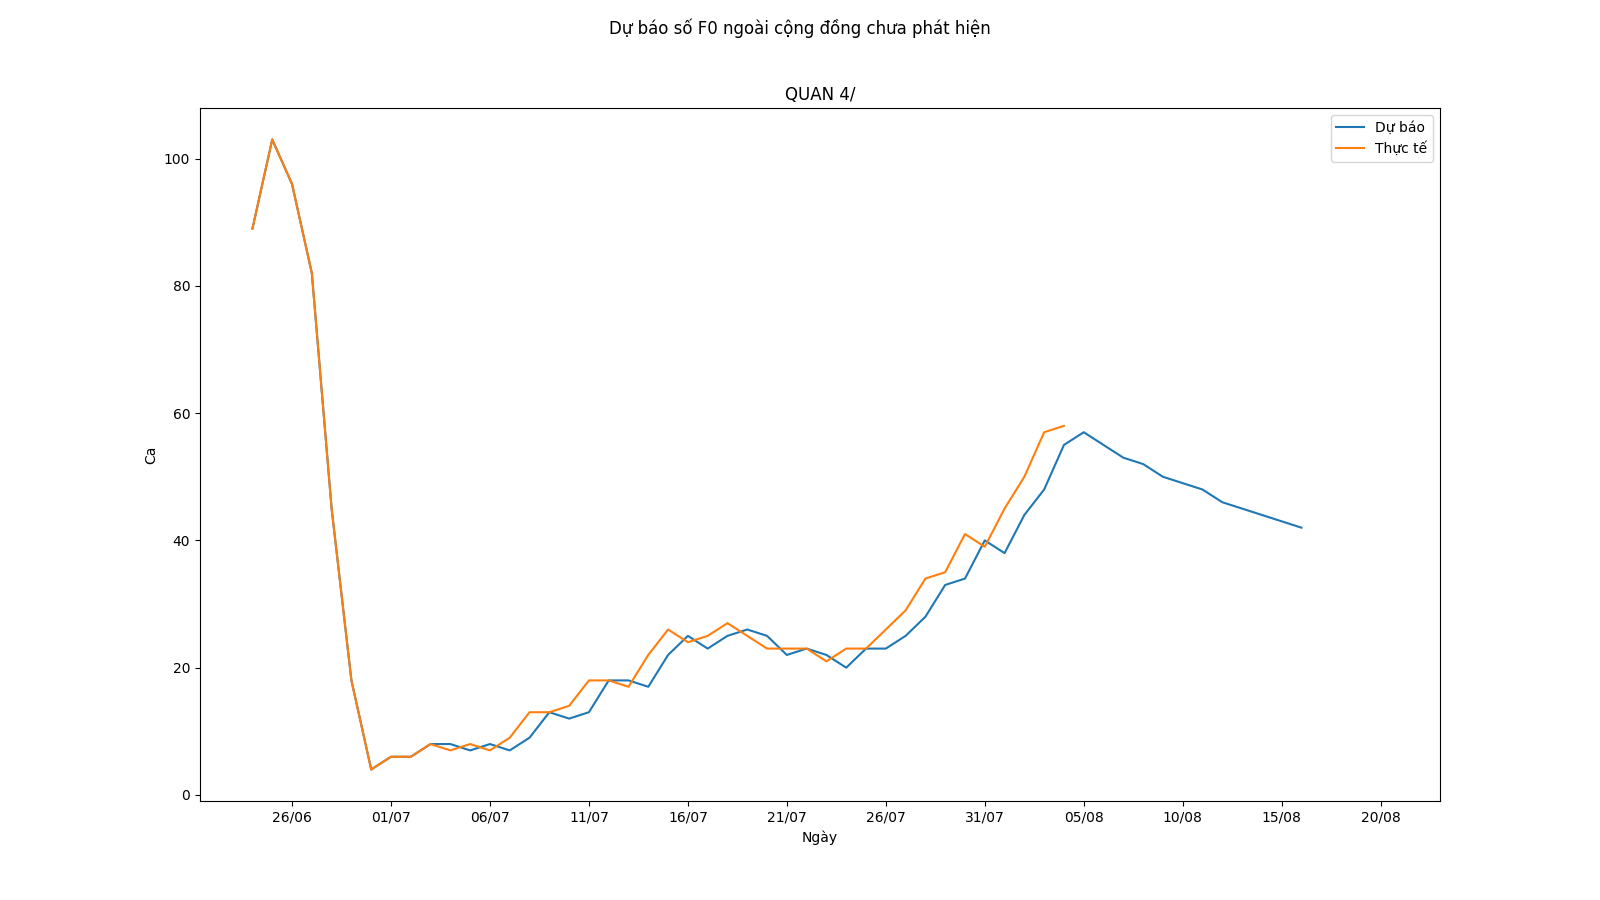 Dự báo số F0 ngoài cộng đồng chưa phát hiện
QUAN 4/
Dự báo
Thực tế
100
80
60
40
20
0
Ca
26/06 01/07 06/07 11/07 16/07 21/07 26/07 31/07 05/08 10/08 15/08 20/08
Ngày